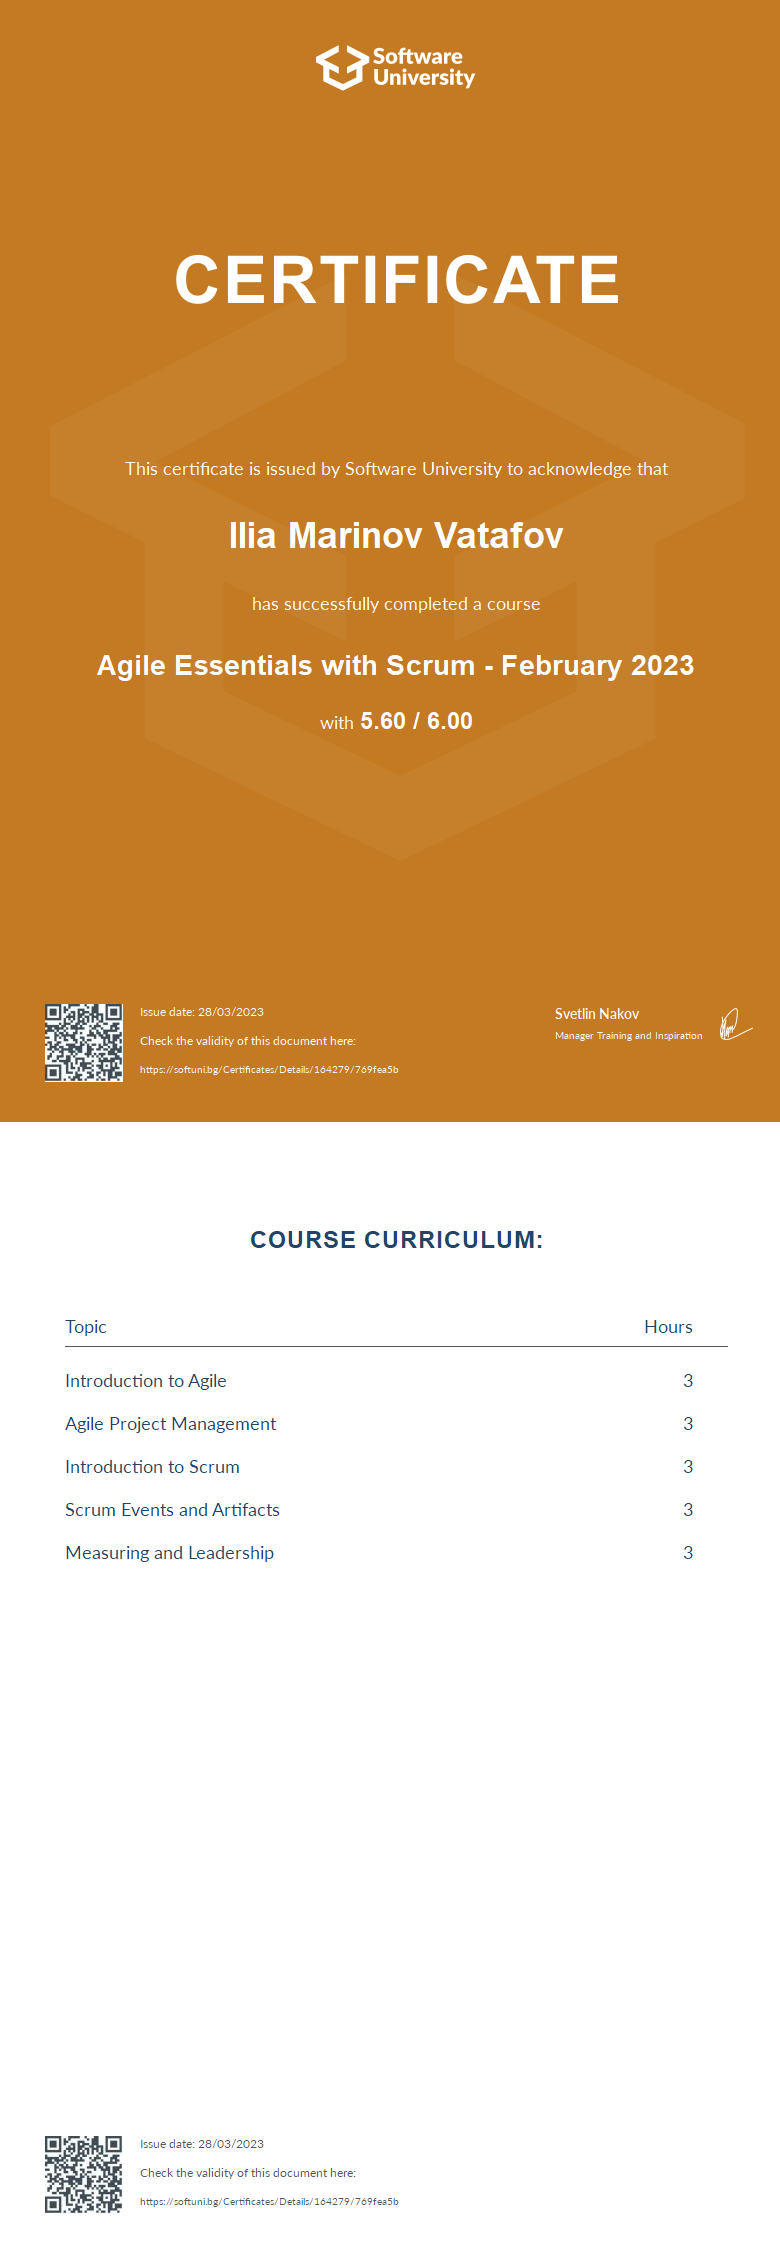 Software
University
CERTIFICATE
This certificate is issued by Software University to acknowledge that
Ilia Marinov Vatafov
has successfully completed a course
Agile Essentials with Scrum - February 2023
with 5.60 / 6.00
Issue date: 28/03/2023
Check the validity of this document here:
https://softuni.bg/Certificates/Details/164279/769fea5b
Svetlin Nakov
Manager Training and Inspiration
COURSE CURRICULUM:
Topic Hours
Introduction to Agile 3
Agile Project Management 3
Introduction to Scrum 3
Scrum Events and Artifacts 3
Measuring and Leadership 3
Issue date: 28/03/2023
Check the validity of this document here:
https://softuni.bg/Certificates/Details/164279/769fea5b